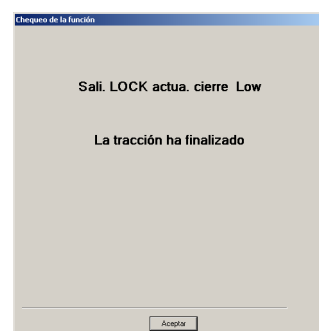 Chequeo de la función
Sali. LOCK actua. cierre Low
La tracción ha finalizado
Aceptar